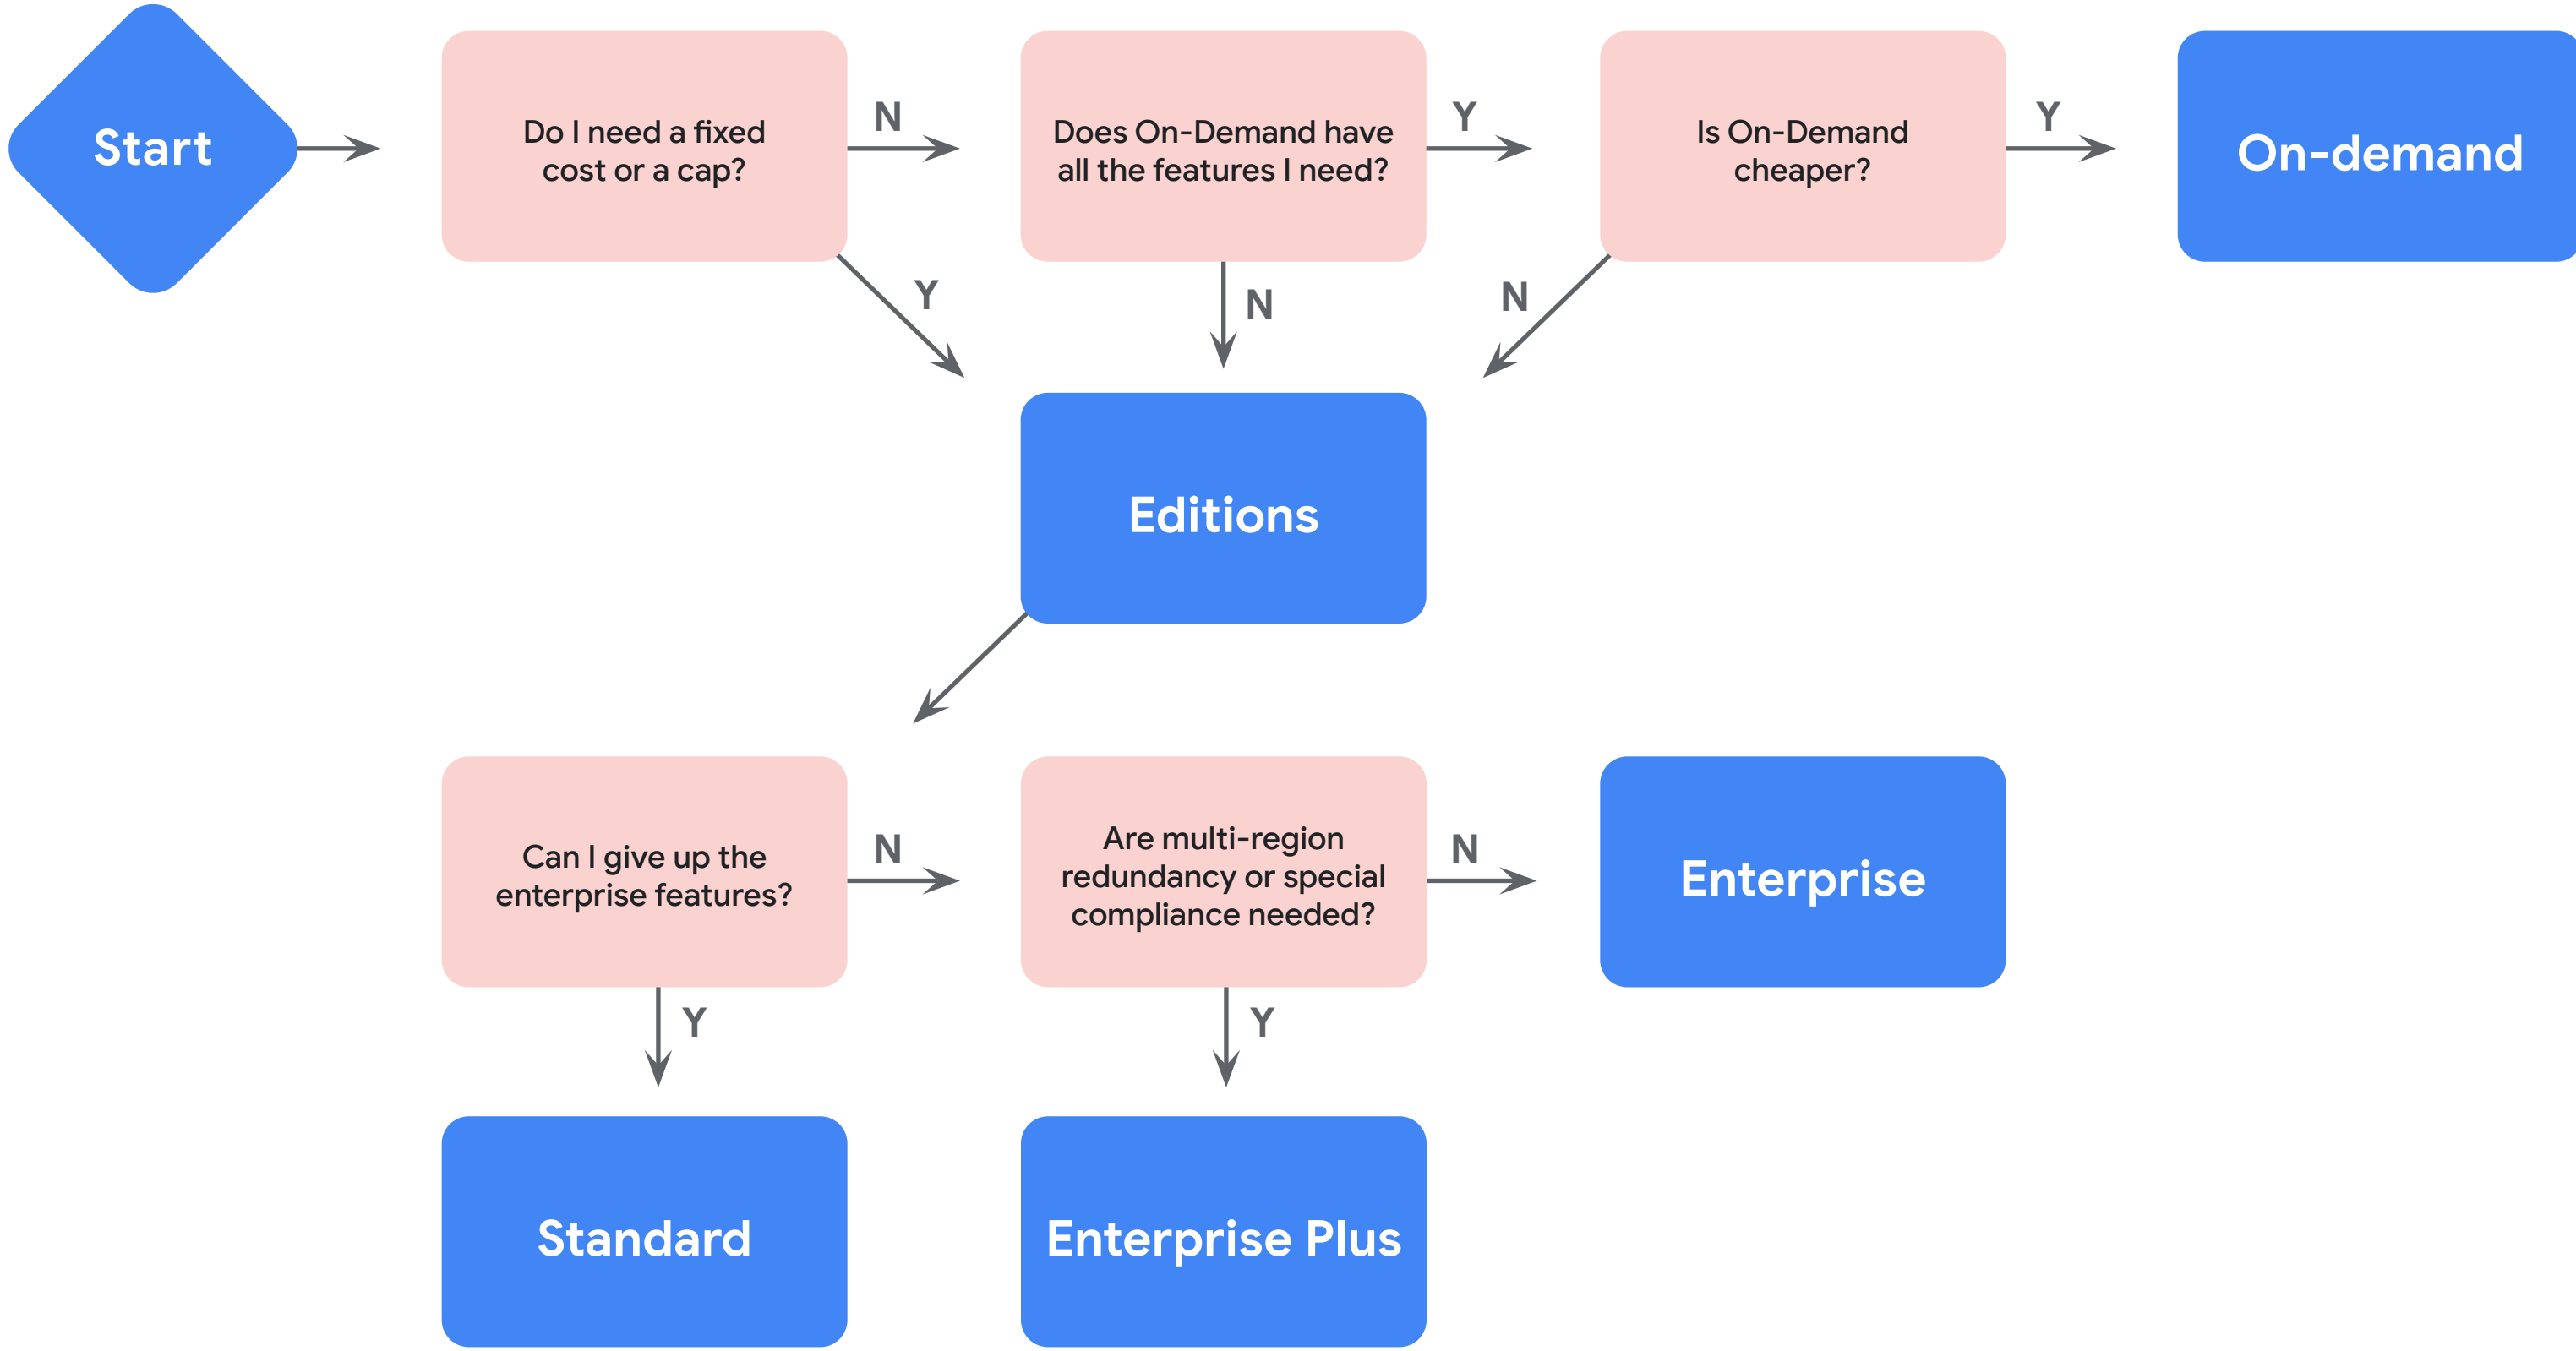 Start
Do I need a fixed
cost or a cap?
N
Does On-Demand have
all the features I need?
Y
Is On-Demand
cheaper?
Y
On-demand
Y
N
N
Editions
Can I give up the
enterprise features?
N
Are multi-region
redundancy or special
compliance needed?
N
Enterprise
Y
Y
Standard
Enterprise Plus